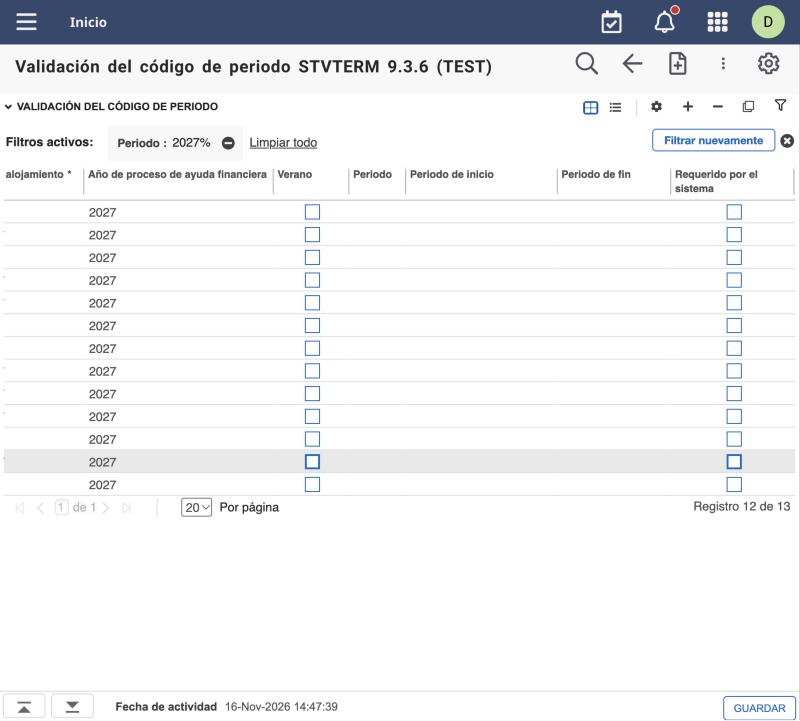 Inicio
D
Validación del código de periodo STVTERM 9.3.6 (TEST)
VALIDACIÓN DEL CÓDIGO DE PERIODO
Filtros activos: Periodo : 2027% Limpiar todo Filtrar nuevamente
alojamiento * Año de proceso de ayuda financiera Verano Periodo Periodo de inicio Periodo de fin Requerido por el
sistema
2027
2027
2027
2027
2027
2027
2027
2027
2027
2027
2027
2027
2027
1 de 1 20 Por página Registro 12 de 13
Fecha de actividad 16-Nov-2026 14:47:39 GUARDAR